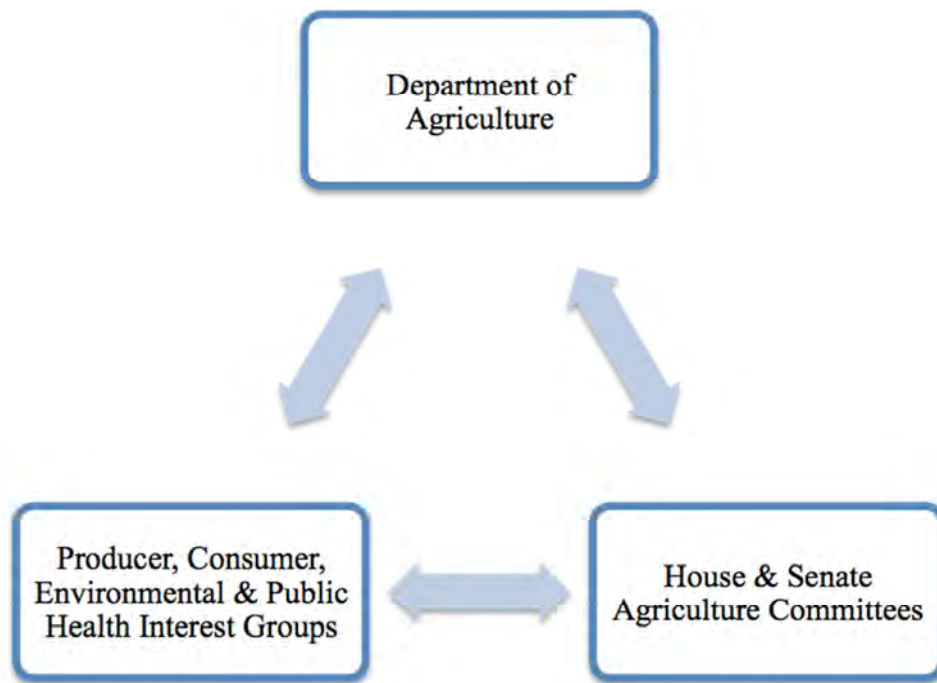 Department of
Agriculture
Producer, Consumer,
Environmental & Public
Health Interest Groups
House & Senate
Agriculture Committees